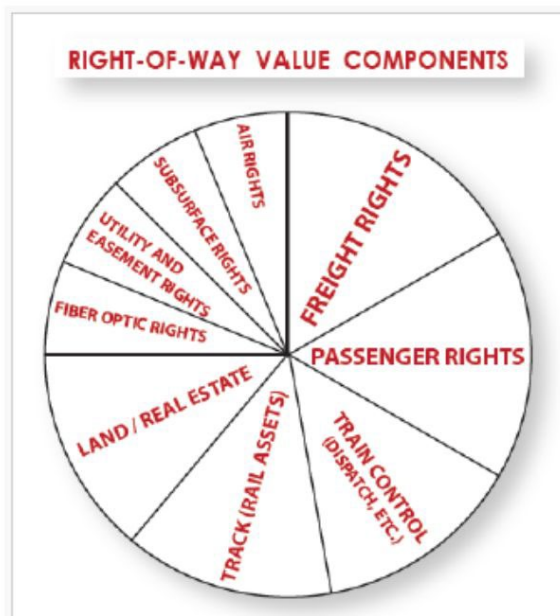 RIGHT-OF-WAY VALUE COMPONENTS
AIR RIGHTS
SUBSURFACE RIGHTS
UTILITY AND
EASEMENT RIGHTS
FIBER OPTIC RIGHTS
LAND / REAL ESTATE
TRACK (RAIL ASSETS)
TRAIN CONTROL
(DISPATCH, ETC.)
PASSENGER RIGHTS
FREIGHT RIGHTS